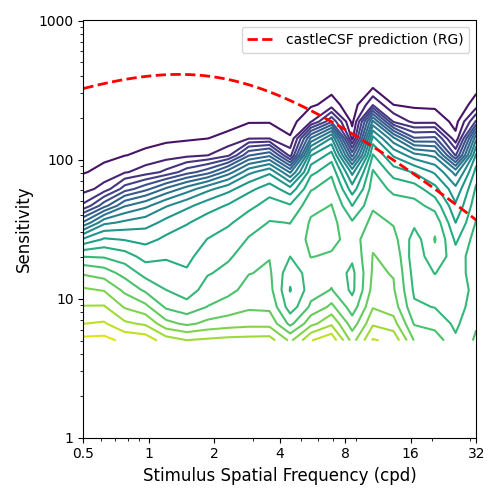 1000
castleCSF prediction (RG)
100
Sensitivity
10
1
0.5 1 2 4 8 16 32
Stimulus Spatial Frequency (cpd)